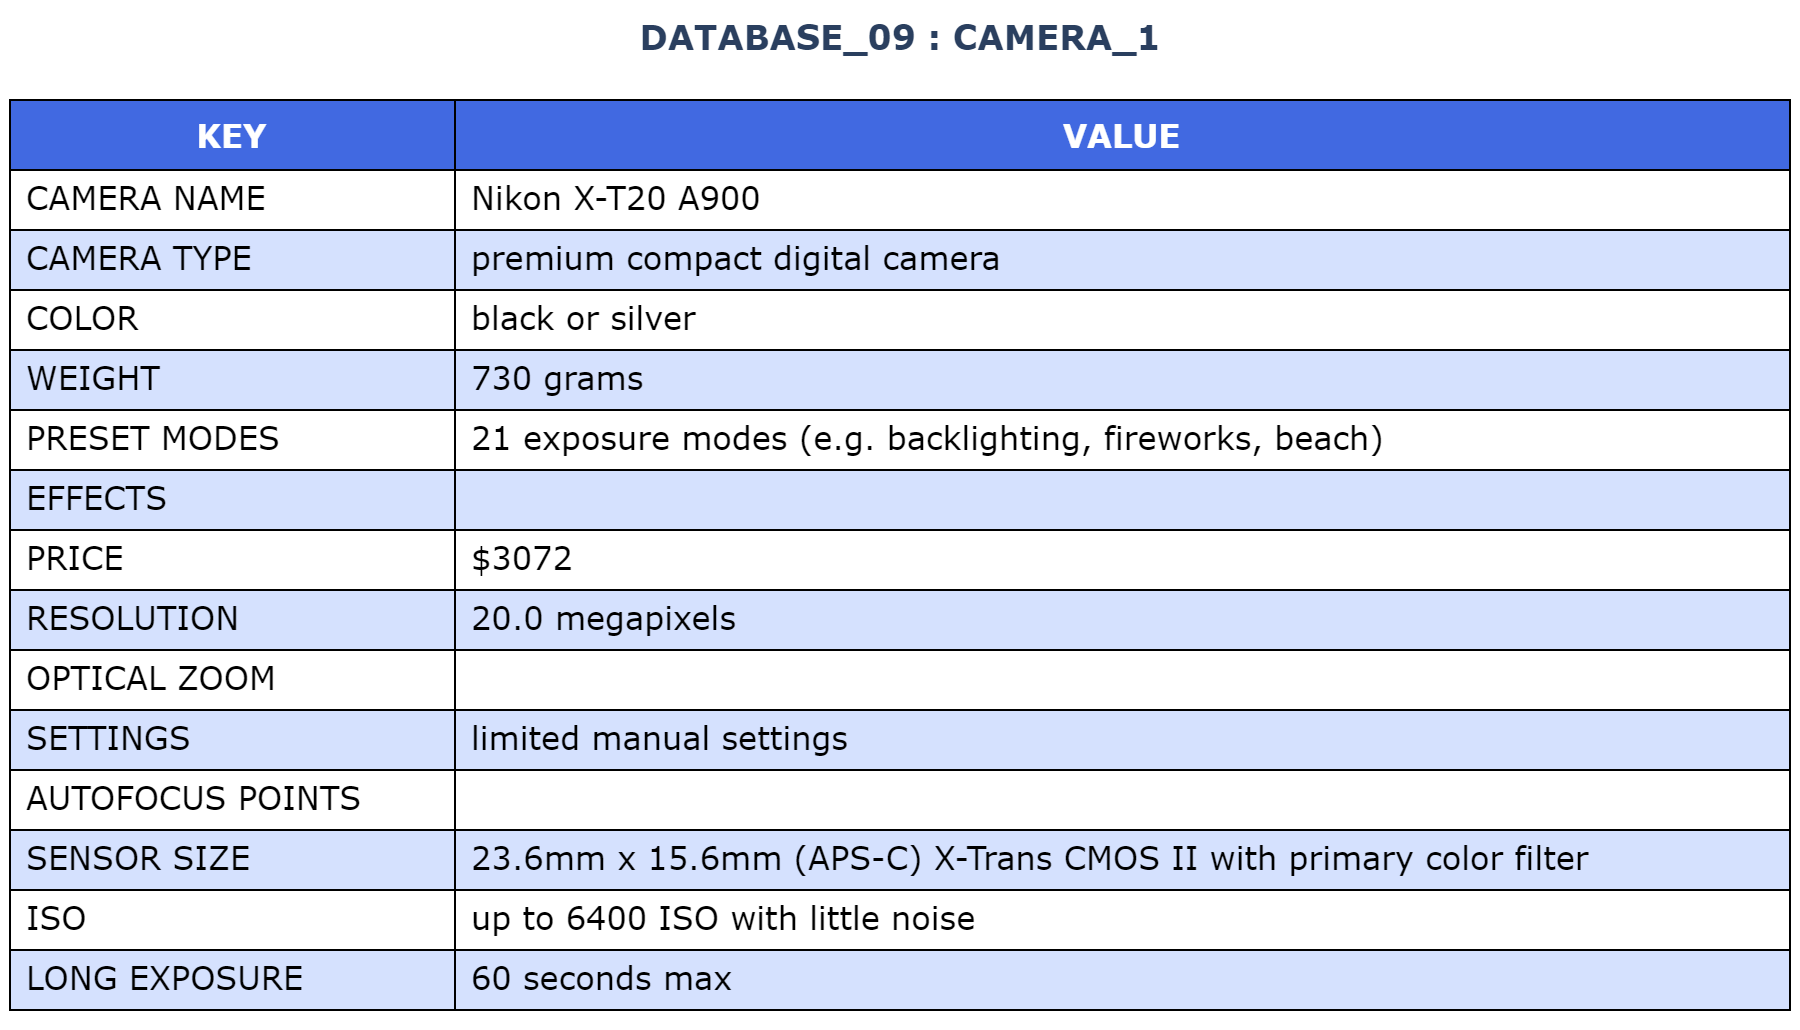 DATABASE_09 : CAMERA_1
KEY VALUE
CAMERA NAME Nikon X-T20 A900
CAMERA TYPE premium compact digital camera
COLOR black or silver
WEIGHT 730 grams
PRESET MODES 21 exposure modes (e.g. backlighting, fireworks, beach)
EFFECTS
PRICE $3072
RESOLUTION 20.0 megapixels
OPTICAL ZOOM
SETTINGS limited manual settings
AUTOFOCUS POINTS
SENSOR SIZE 23.6mm x 15.6mm (APS-C) X-Trans CMOS II with primary color filter
ISO up to 6400 ISO with little noise
LONG EXPOSURE 60 seconds max